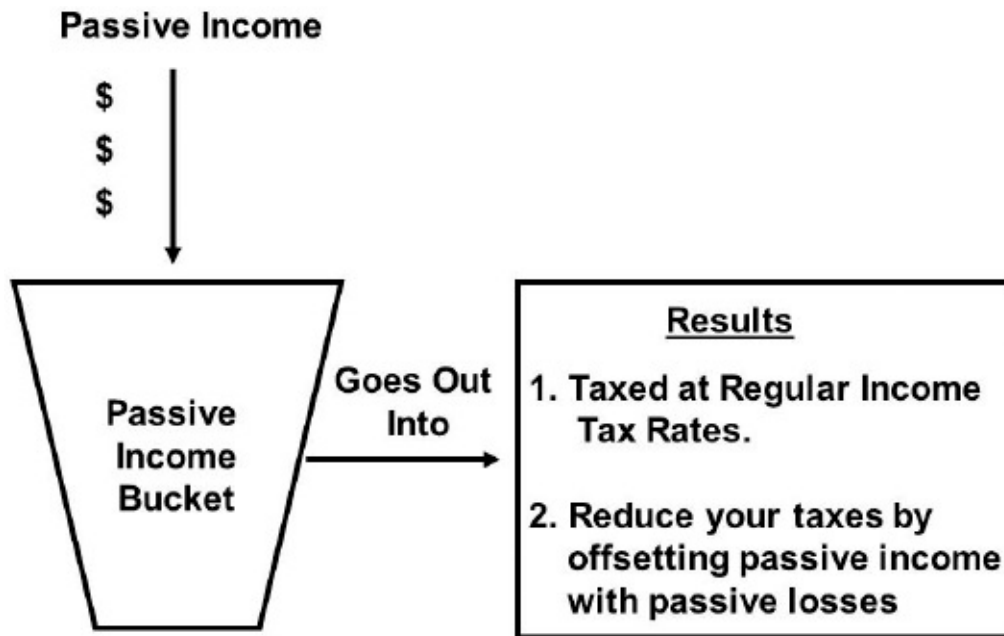 Passive Income
$
$
$
Passive
Income
Bucket
Goes Out
Into
Results
1. Taxed at Regular Income
Tax Rates.
2. Reduce your taxes by
offsetting passive income
with passive losses